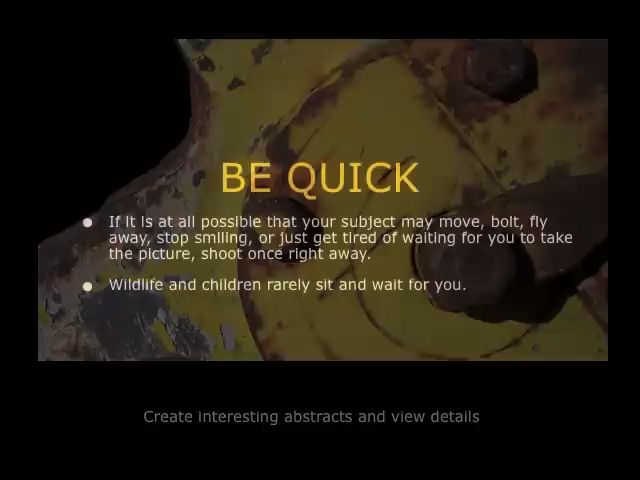 BE QUICK
● If it is at all possible that your subject may move, bolt, fly
away, stop smiling, or just get tired of waiting for you to take
the picture, shoot once right away.
● Wildlife and children rarely sit and wait for you.
Create interesting abstracts and view details